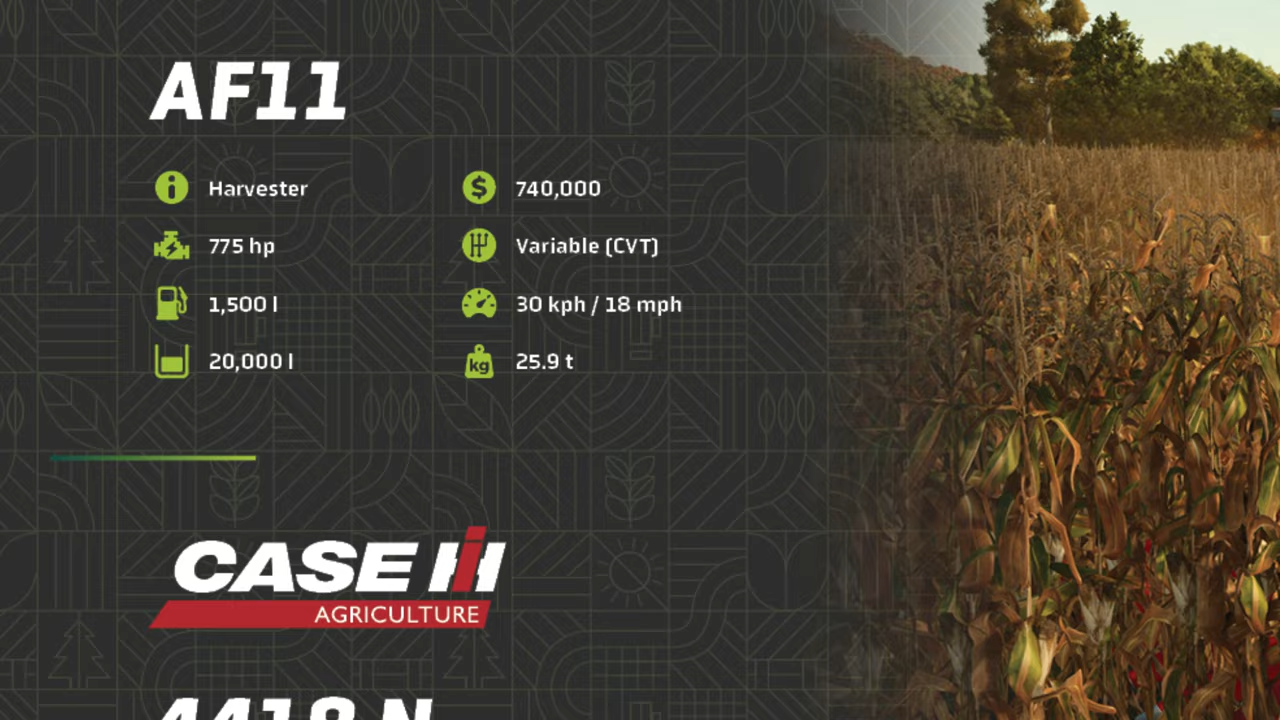 AF11
Harvester
$ 740,000
775 hp
Variable (CVT)
1,500 l
30 kph / 18 mph
20,000 l
kg 25.9 t
CASE IH
AGRICULTURE
4418 N